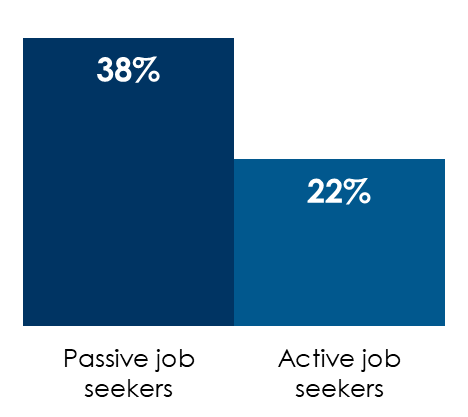 38%
22%
Passive job
seekers
Active job
seekers